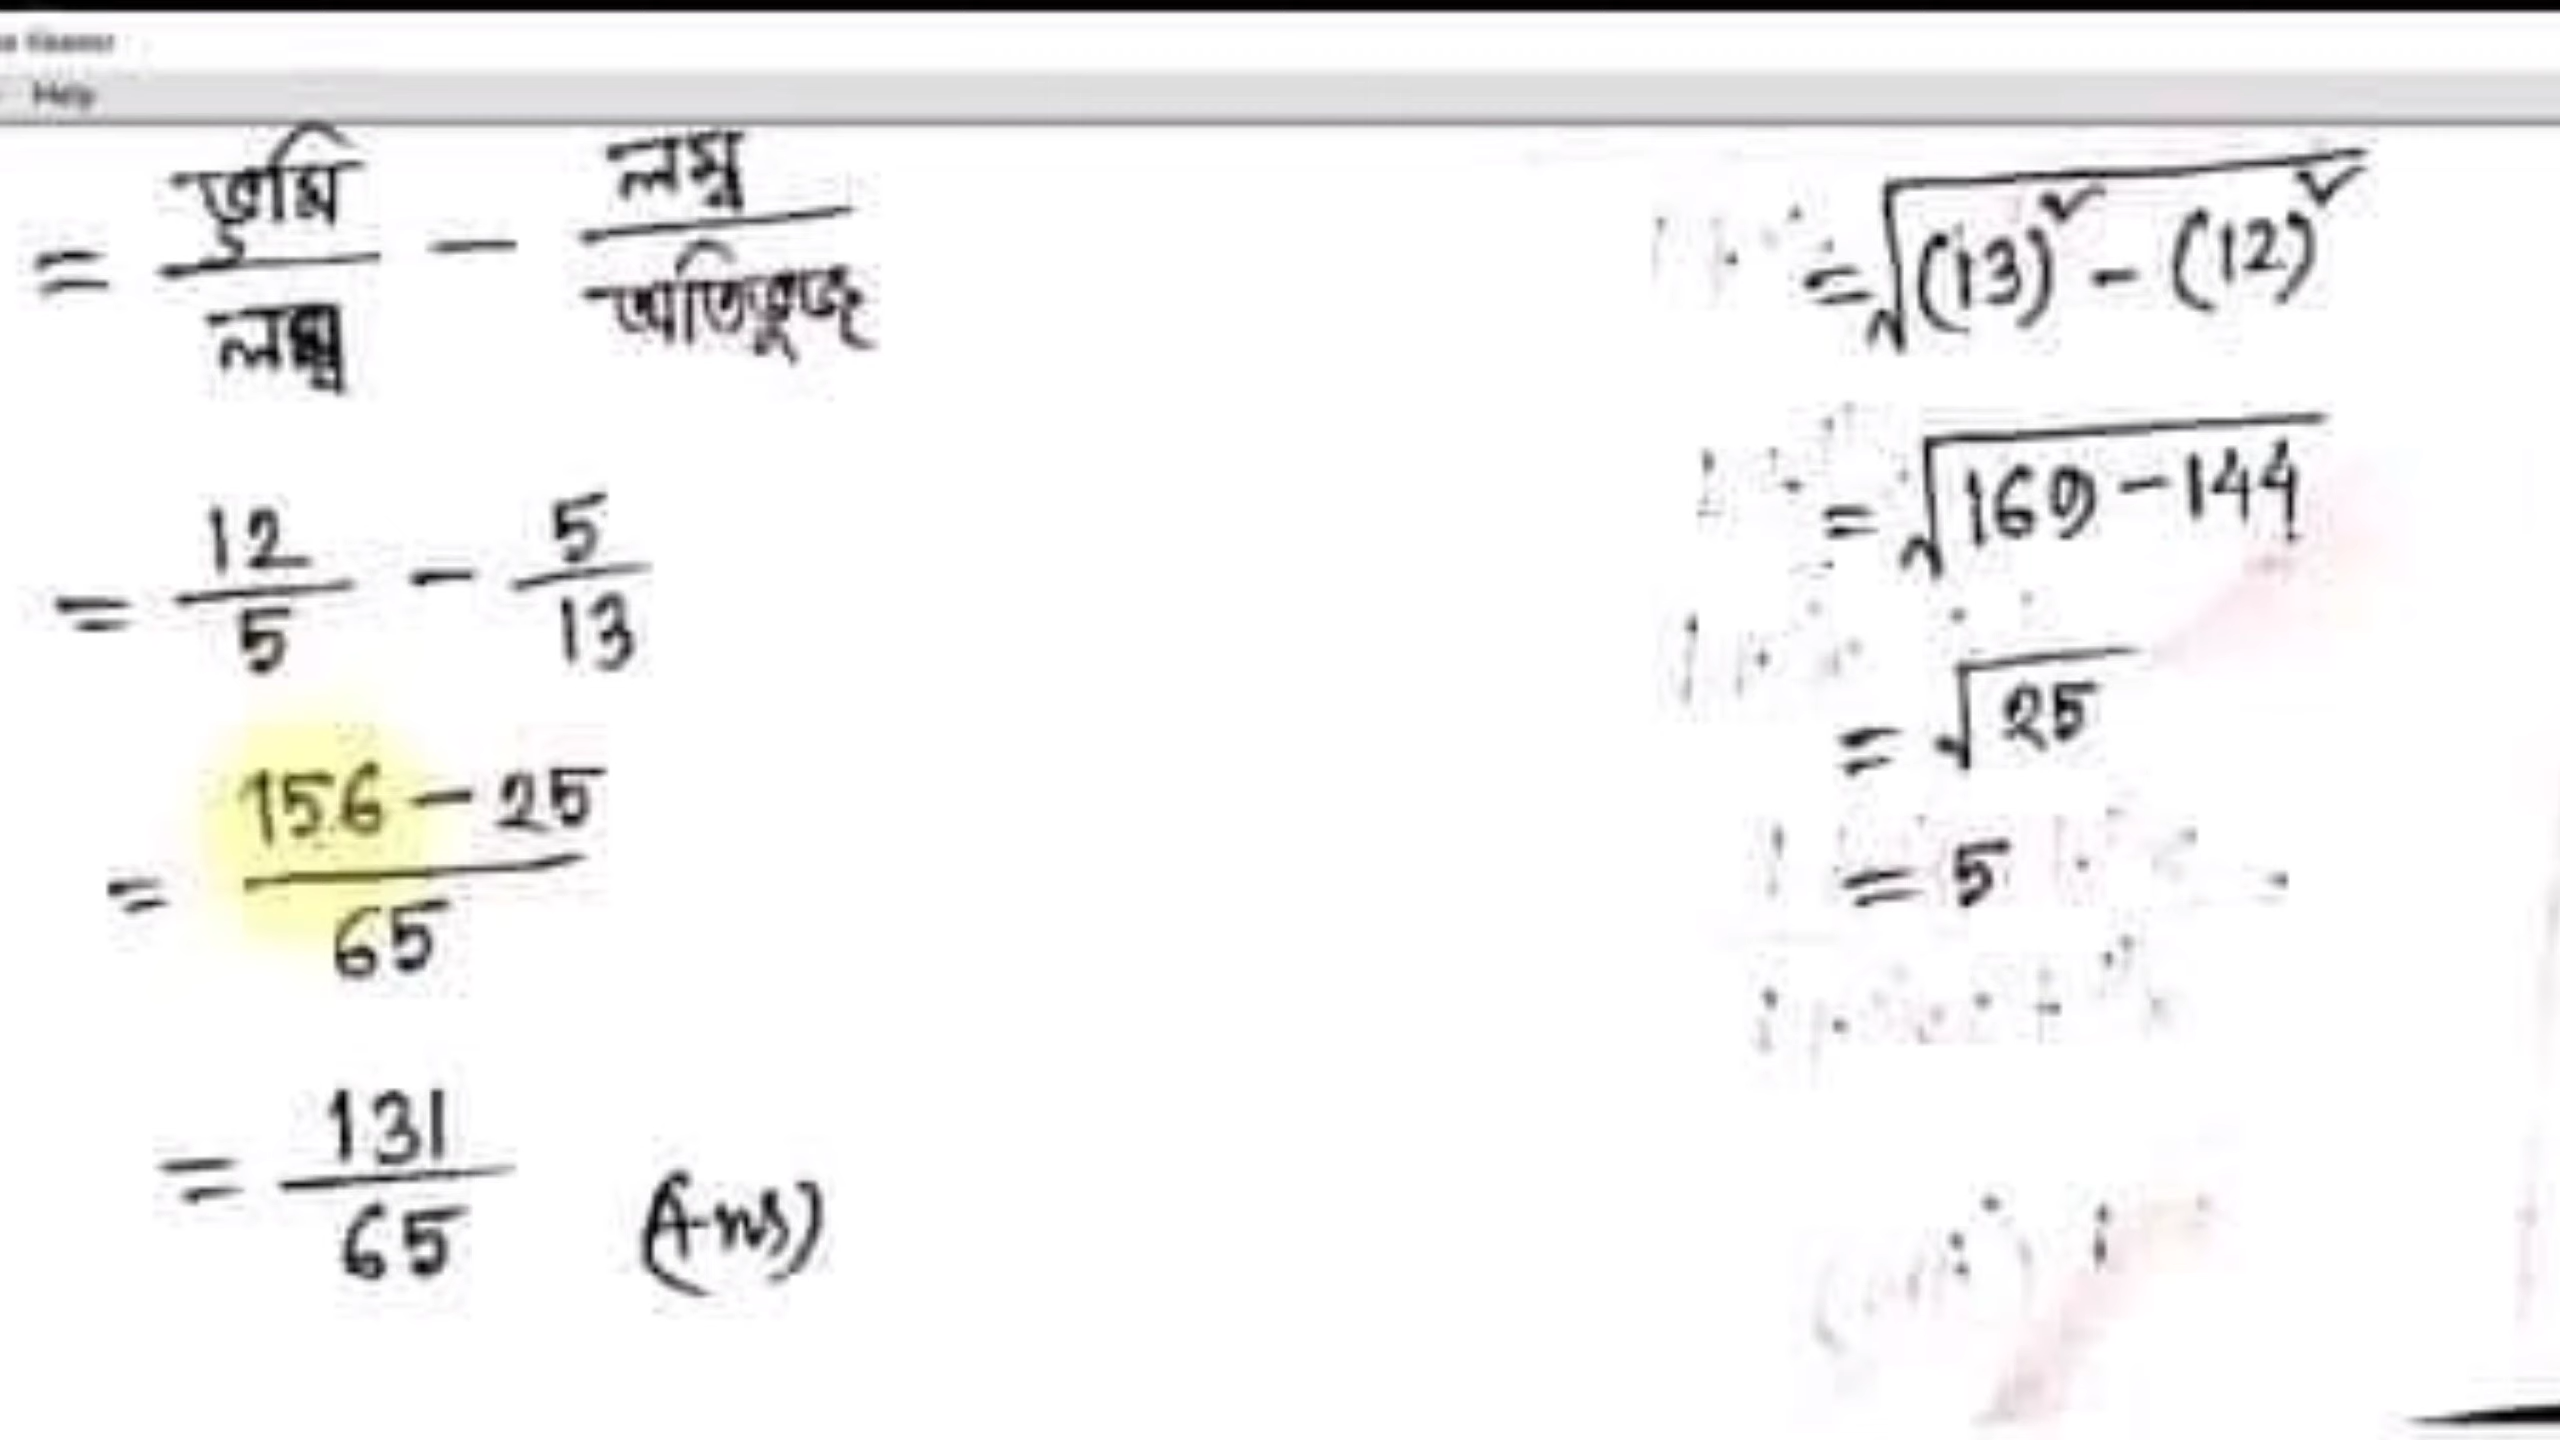 Help
= ভুমি/লম্ব - লম্ব/অতিভুজ
= 12/5 - 5/13
= 156 - 25/65
= 131/65 (Ans)
= √(13)² - (12)²
= √169 - 144
= √25
= 5